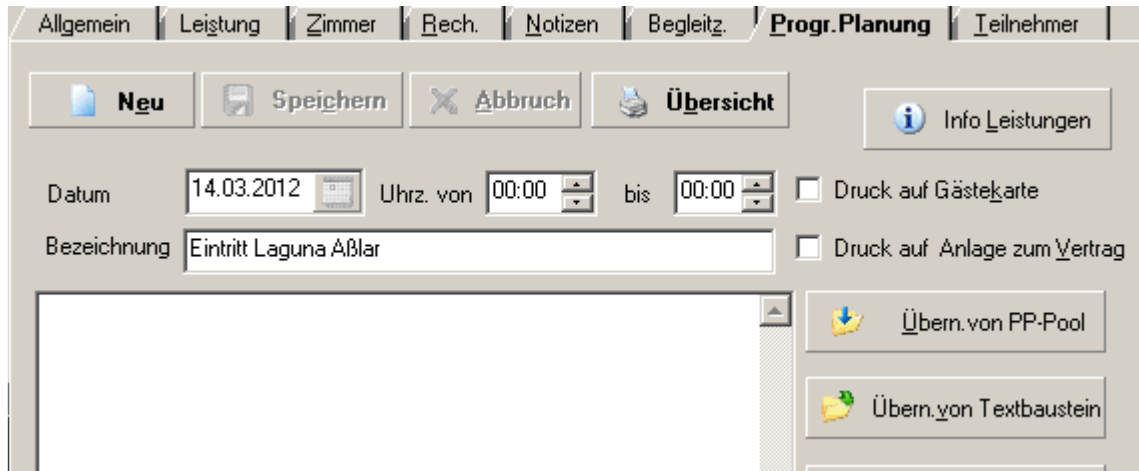 Allgemein Leistung Zimmer Rech. Notizen Begleitz. Progr.Planung Teilnehmer
Neu Speichern Abbruch Übersicht Info Leistungen
Datum 14.03.2012 Uhrz. von 00:00 bis 00:00 Druck auf Gästekarte
Bezeichnung Eintritt Laguna Aßlar Druck auf Anlage zum Vertrag
Übern.von PP-Pool
Übern.von Textbaustein